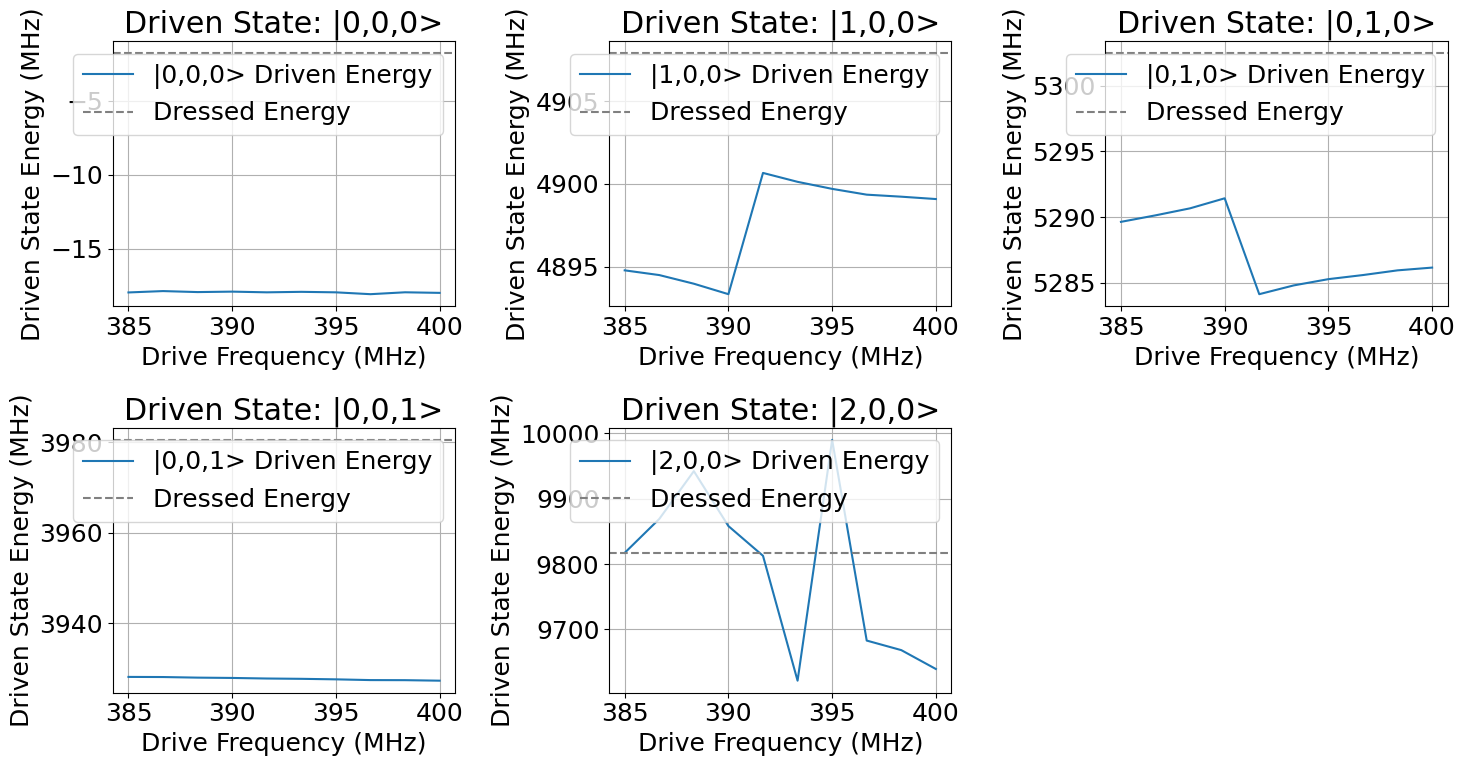 Driven State: |0,0,0>
Driven State Energy (MHz)
|0,0,0> Driven Energy
Dressed Energy
−5
−10
−15
385 390 395 400
Drive Frequency (MHz)
Driven State: |1,0,0>
Driven State Energy (MHz)
|1,0,0> Driven Energy
Dressed Energy
4905
4900
4895
385 390 395 400
Drive Frequency (MHz)
Driven State: |0,1,0>
Driven State Energy (MHz)
|0,1,0> Driven Energy
Dressed Energy
5300
5295
5290
5285
385 390 395 400
Drive Frequency (MHz)
Driven State: |0,0,1>
Driven State Energy (MHz)
|0,0,1> Driven Energy
Dressed Energy
3980
3960
3940
385 390 395 400
Drive Frequency (MHz)
Driven State: |2,0,0>
Driven State Energy (MHz)
|2,0,0> Driven Energy
Dressed Energy
10000
9900
9800
9700
385 390 395 400
Drive Frequency (MHz)